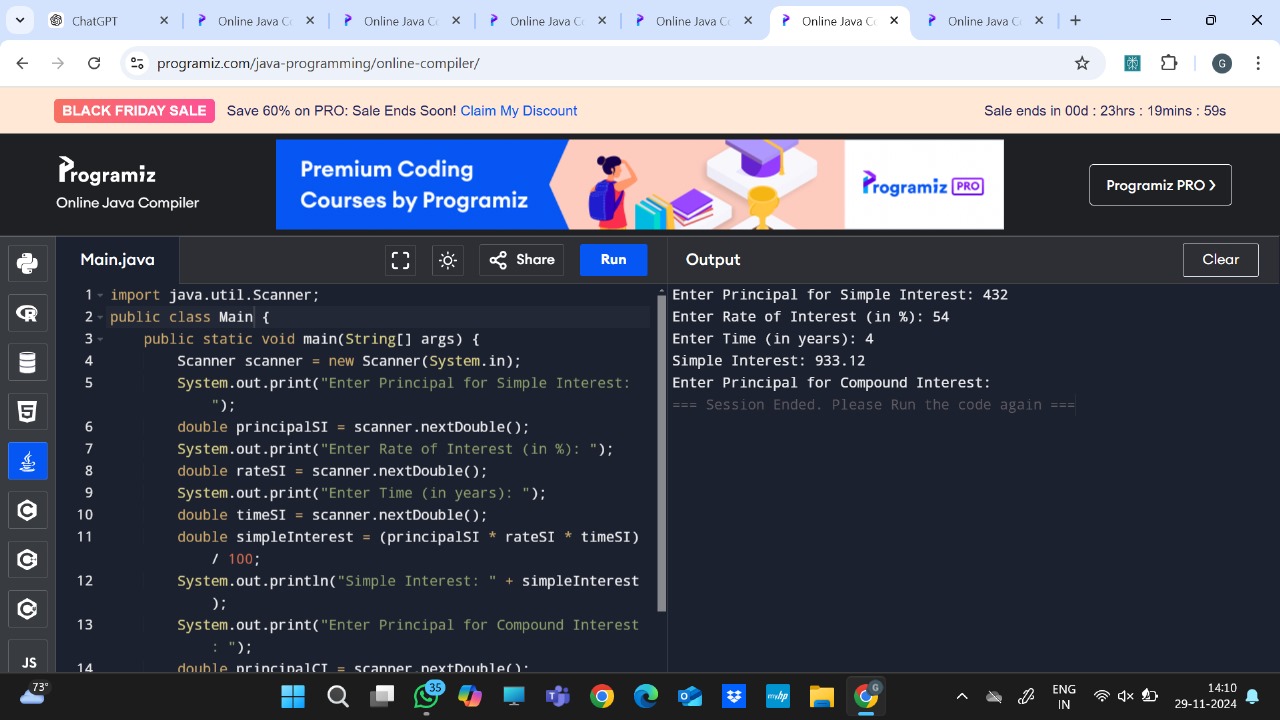 ChatGPT
Online Java Co
Online Java Co
Online Java Co
Online Java Co
Online Java Co
Online Java Co
programiz.com/java-programming/online-compiler/
G
BLACK FRIDAY SALE Save 60% on PRO: Sale Ends Soon! Claim My Discount
Sale ends in 00d : 23hrs : 19mins : 59s
Programiz
Online Java Compiler
Premium Coding
Courses by Programiz
Programiz PRO
Programiz PRO ❯
Main.java
Share
Run
Output
Clear
1 import java.util.Scanner;
2 public class Main {
3 public static void main(String[] args) {
4 Scanner scanner = new Scanner(System.in);
5 System.out.print("Enter Principal for Simple Interest:
");
6 double principalSI = scanner.nextDouble();
7 System.out.print("Enter Rate of Interest (in %): ");
8 double rateSI = scanner.nextDouble();
9 System.out.print("Enter Time (in years): ");
10 double timeSI = scanner.nextDouble();
11 double simpleInterest = (principalSI * rateSI * timeSI)
/ 100;
12 System.out.println("Simple Interest: " + simpleInterest
);
13 System.out.print("Enter Principal for Compound Interest
: ");
14 double principalCI = scanner.nextDouble();
Enter Principal for Simple Interest: 432
Enter Rate of Interest (in %): 54
Enter Time (in years): 4
Simple Interest: 933.12
Enter Principal for Compound Interest:
=== Session Ended. Please Run the code again ===
R
5
C
C
C
JS
73°
35
myhp
G
ENG
IN
14:10
29-11-2024